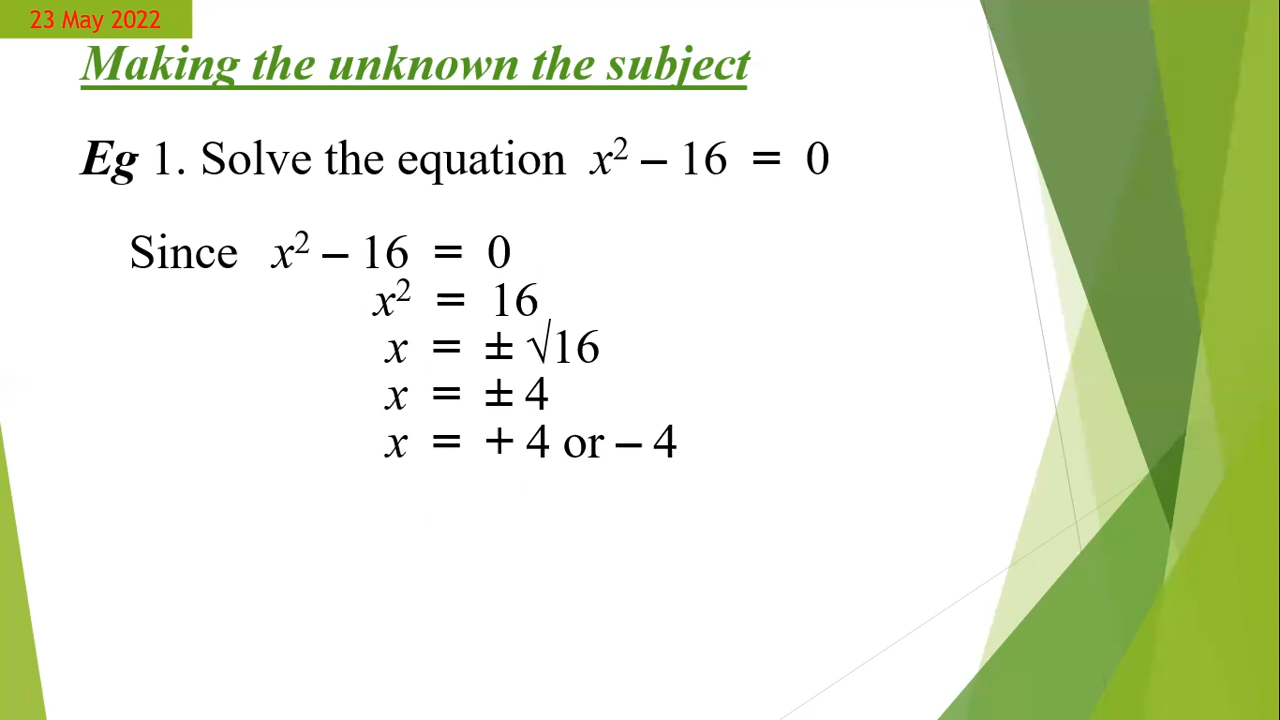 23 May 2022
Making the unknown the subject
Eg 1. Solve the equation x² – 16 = 0
Since x² – 16 = 0
x² = 16
x = ± √16
x = ± 4
x = + 4 or – 4